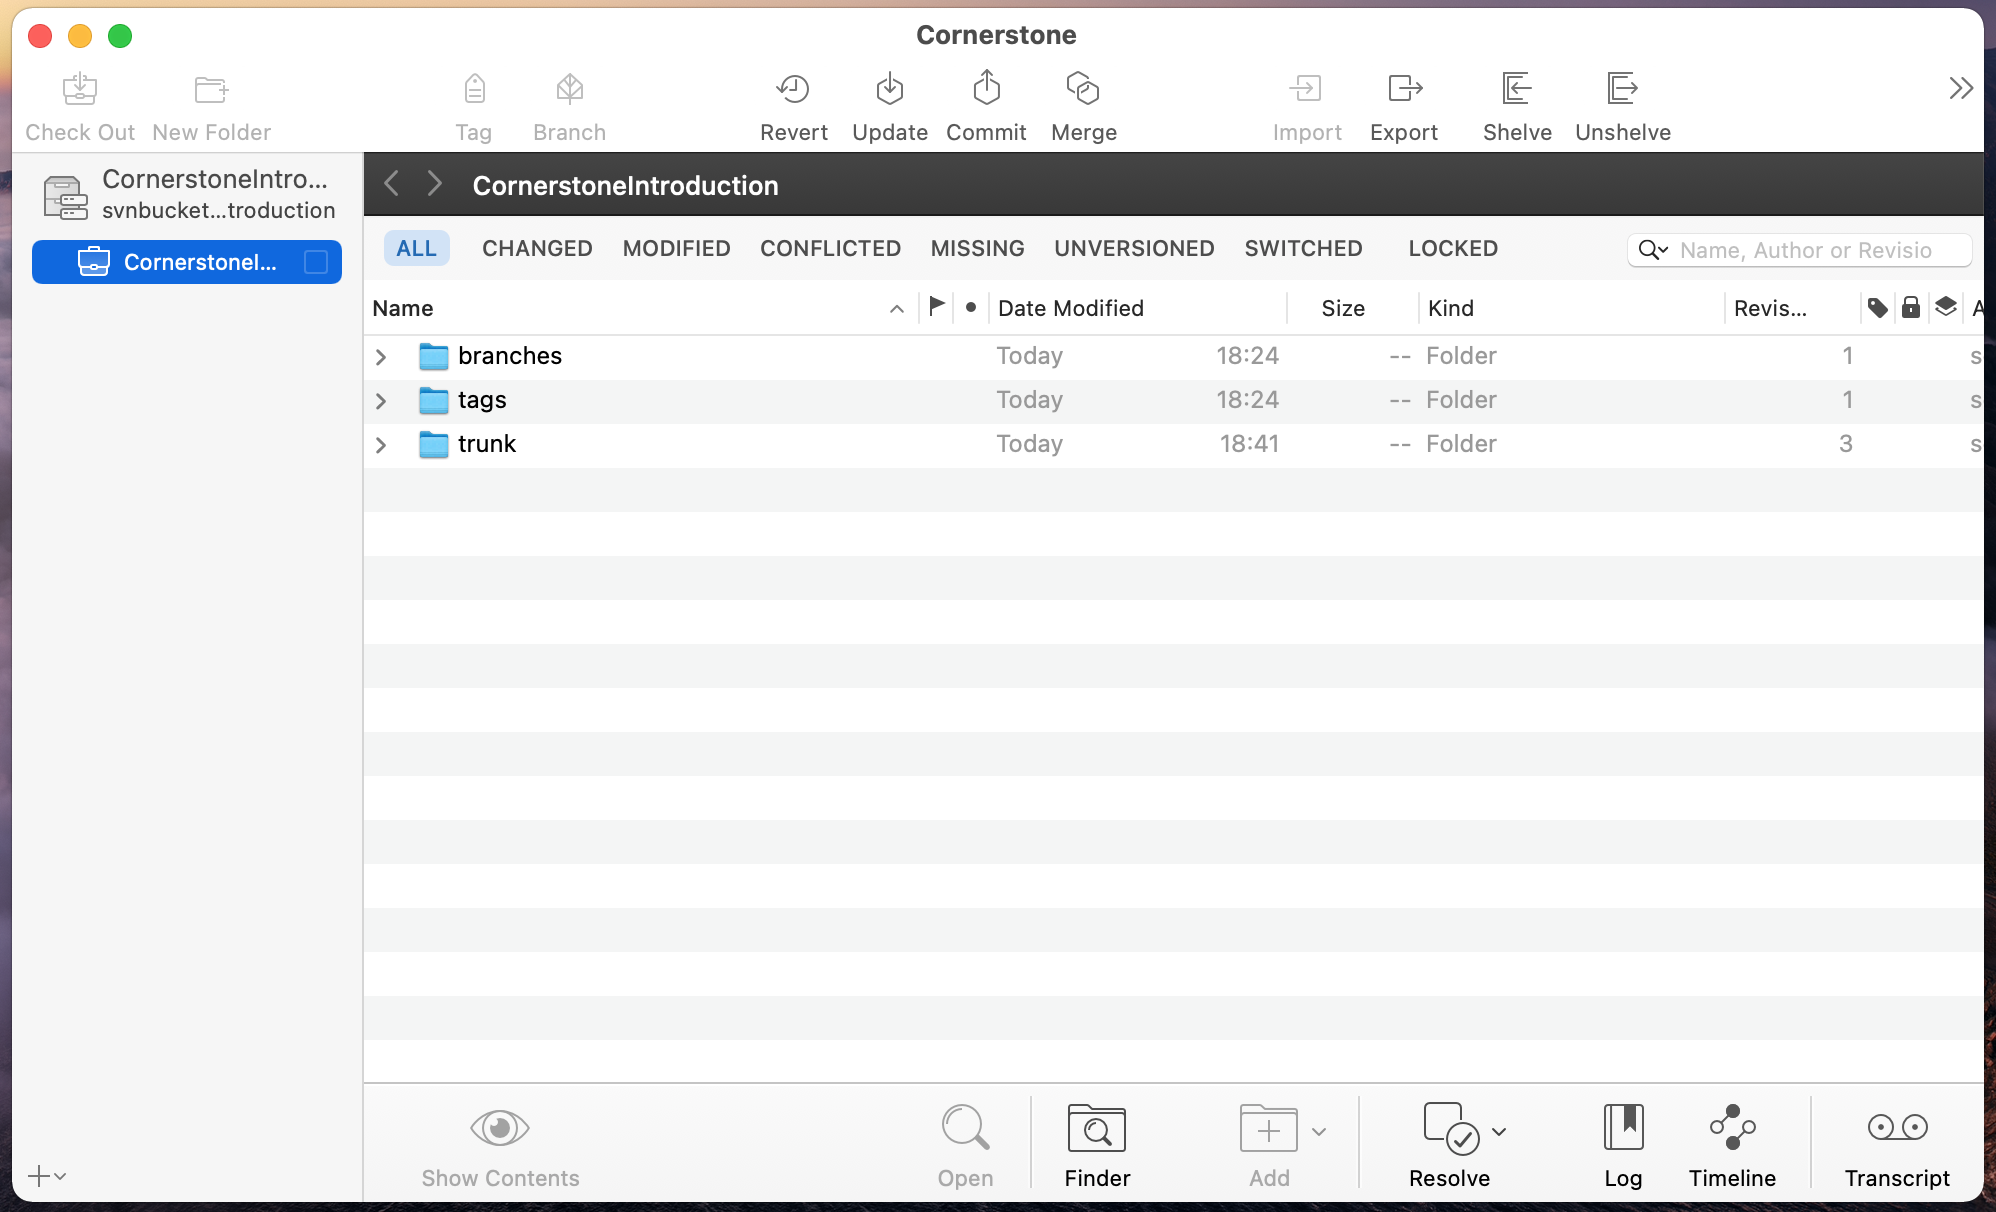 Cornerstone
Check Out New Folder Tag Branch Revert Update Commit Merge Import Export Shelve Unshelve
CornerstoneIntro...
svnbucket...troduction
CornerstoneI...
CornerstoneIntroduction
ALL CHANGED MODIFIED CONFLICTED MISSING UNVERSIONED SWITCHED LOCKED Name, Author or Revisio
Name Date Modified Size Kind Revis... A
branches Today 18:24 -- Folder 1 s
tags Today 18:24 -- Folder 1 s
trunk Today 18:41 -- Folder 3 s
Show Contents Open Finder Add Resolve Log Timeline Transcript